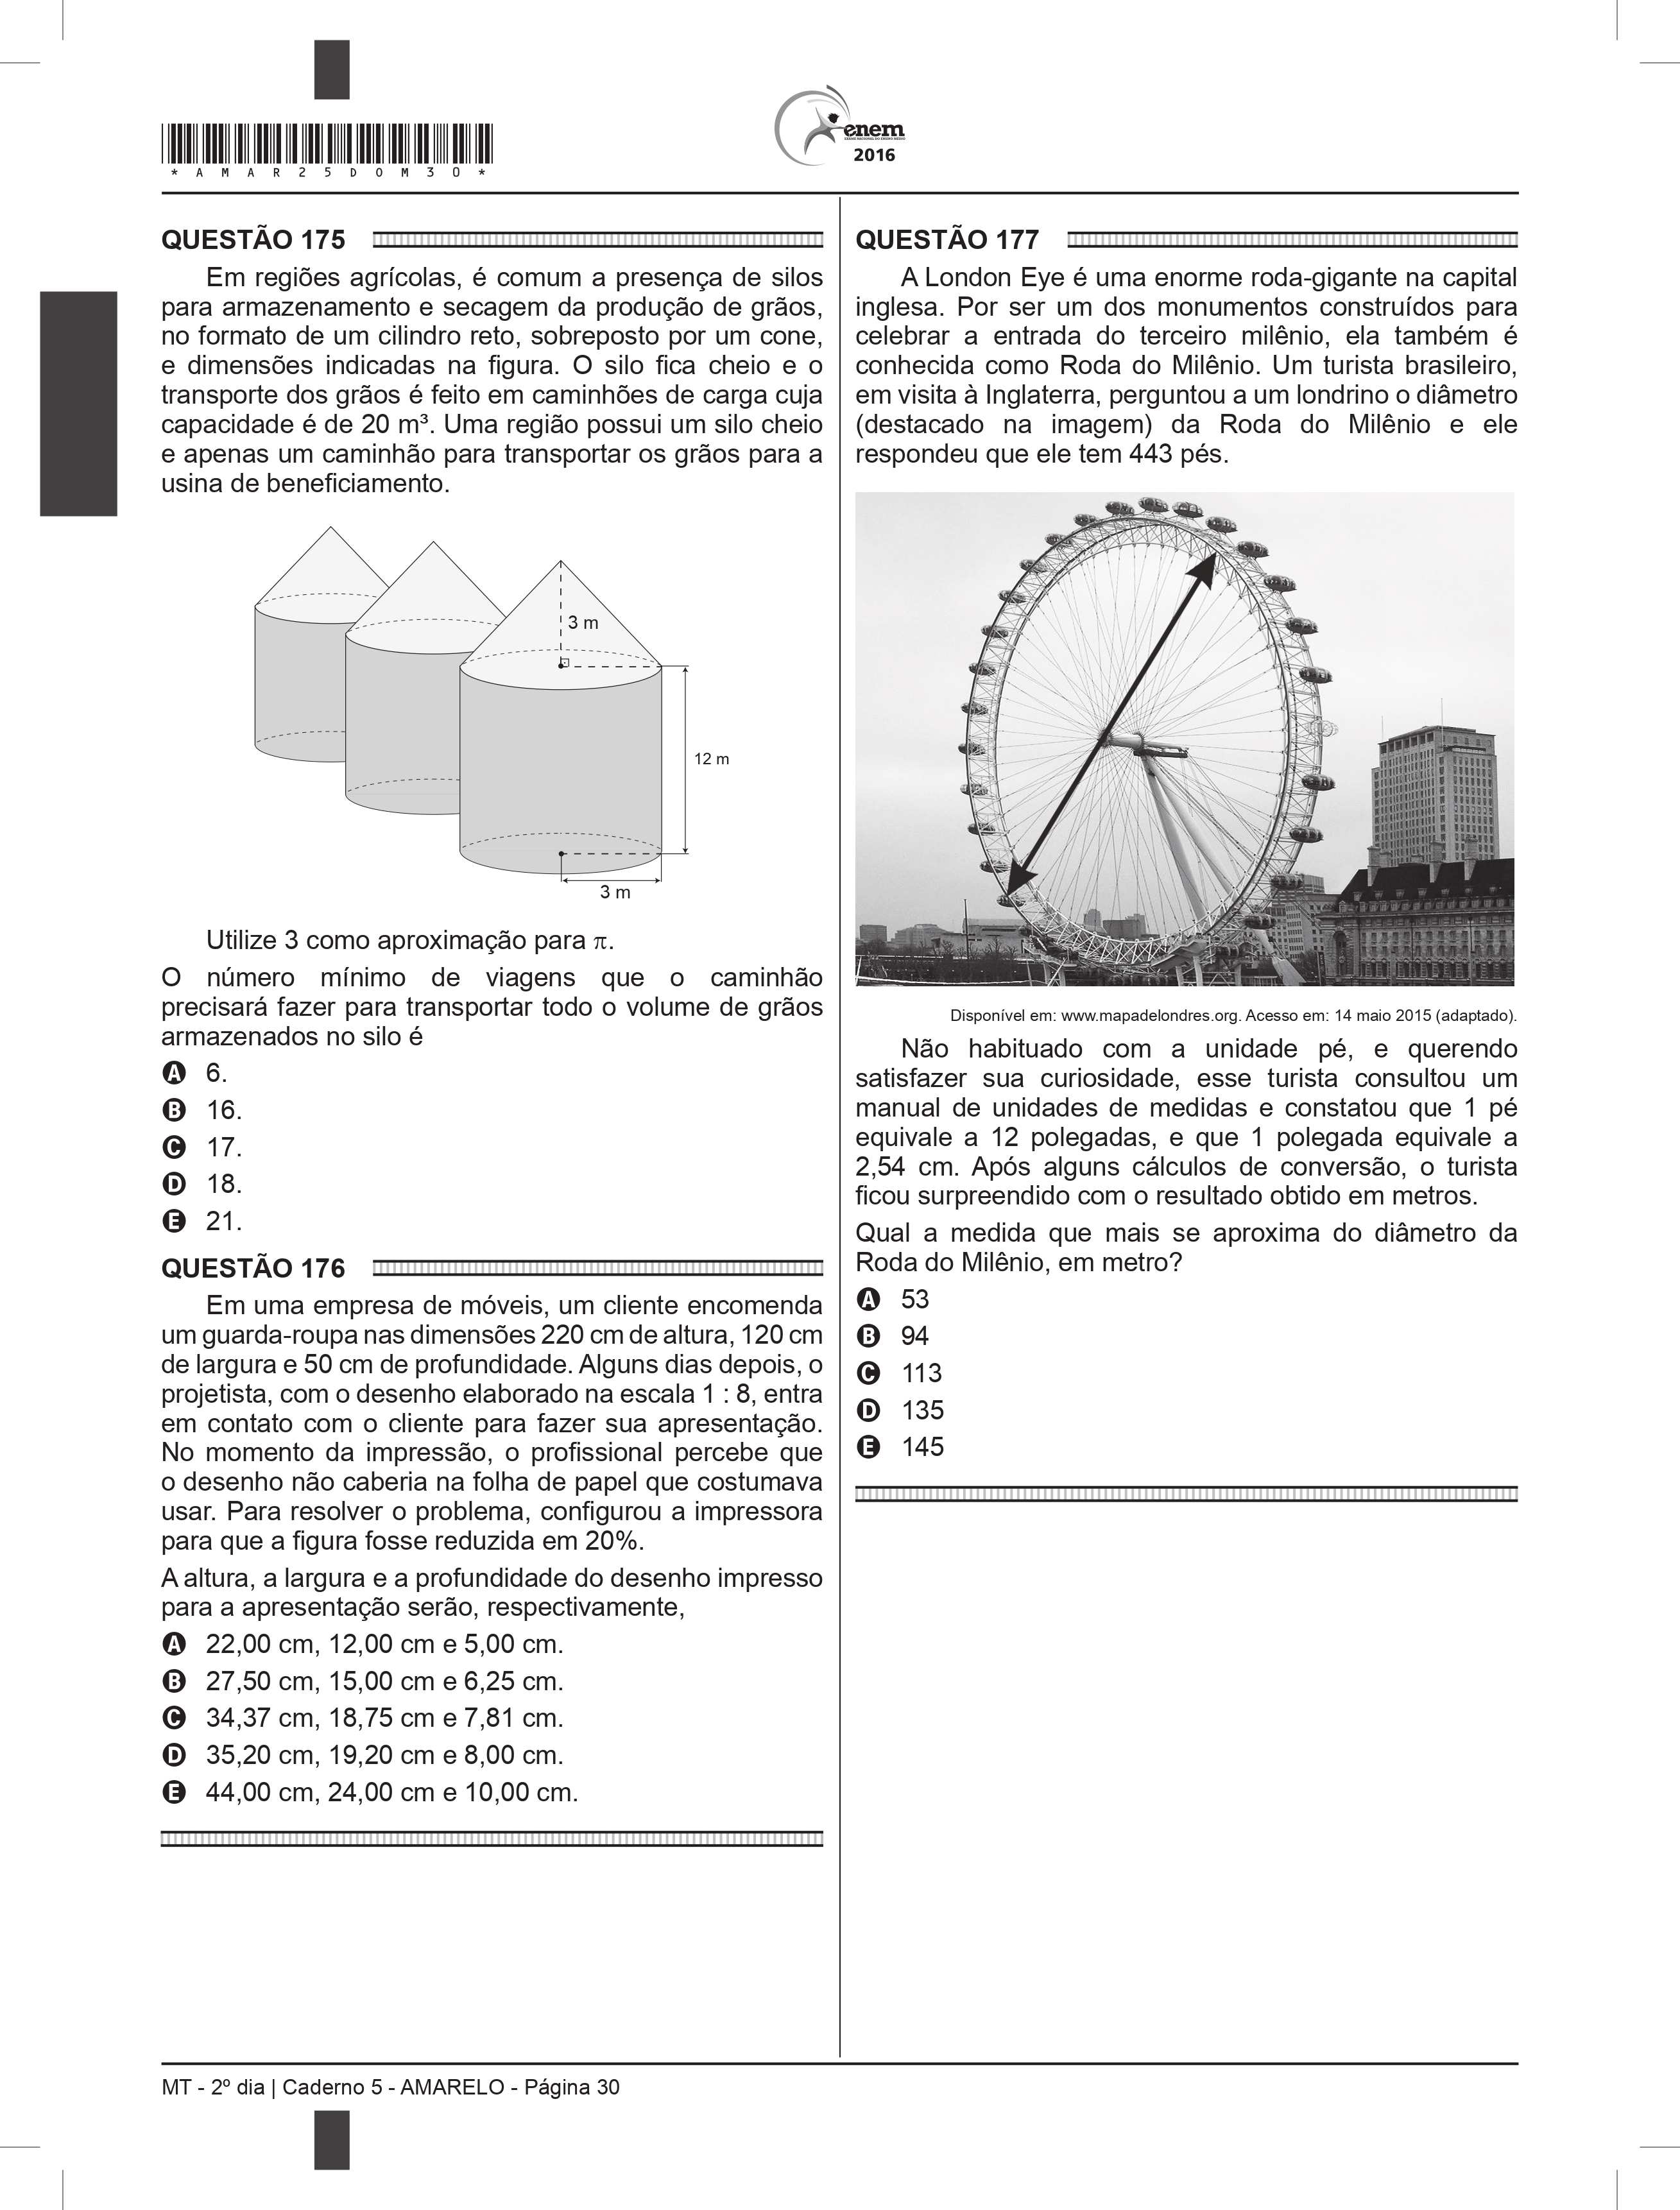 *AMAR25DOM30*
enem
2016
QUESTÃO 175
Em regiões agrícolas, é comum a presença de silos
para armazenamento e secagem da produção de grãos,
no formato de um cilindro reto, sobreposto por um cone,
e dimensões indicadas na figura. O silo fica cheio e o
transporte dos grãos é feito em caminhões de carga cuja
capacidade é de 20 m³. Uma região possui um silo cheio
e apenas um caminhão para transportar os grãos para a
usina de beneficiamento.
3 m
12 m
3 m
Utilize 3 como aproximação para π.
O número mínimo de viagens que o caminhão
precisará fazer para transportar todo o volume de grãos
armazenados no silo é
A 6.
B 16.
C 17.
D 18.
E 21.
QUESTÃO 176
Em uma empresa de móveis, um cliente encomenda
um guarda-roupa nas dimensões 220 cm de altura, 120 cm
de largura e 50 cm de profundidade. Alguns dias depois, o
projetista, com o desenho elaborado na escala 1 : 8, entra
em contato com o cliente para fazer sua apresentação.
No momento da impressão, o profissional percebe que
o desenho não caberia na folha de papel que costumava
usar. Para resolver o problema, configurou a impressora
para que a figura fosse reduzida em 20%.
A altura, a largura e a profundidade do desenho impresso
para a apresentação serão, respectivamente,
A 22,00 cm, 12,00 cm e 5,00 cm.
B 27,50 cm, 15,00 cm e 6,25 cm.
C 34,37 cm, 18,75 cm e 7,81 cm.
D 35,20 cm, 19,20 cm e 8,00 cm.
E 44,00 cm, 24,00 cm e 10,00 cm.
QUESTÃO 177
A London Eye é uma enorme roda-gigante na capital
inglesa. Por ser um dos monumentos construídos para
celebrar a entrada do terceiro milênio, ela também é
conhecida como Roda do Milênio. Um turista brasileiro,
em visita à Inglaterra, perguntou a um londrino o diâmetro
(destacado na imagem) da Roda do Milênio e ele
respondeu que ele tem 443 pés.
Disponível em: www.mapadelondres.org. Acesso em: 14 maio 2015 (adaptado).
Não habituado com a unidade pé, e querendo
satisfazer sua curiosidade, esse turista consultou um
manual de unidades de medidas e constatou que 1 pé
equivale a 12 polegadas, e que 1 polegada equivale a
2,54 cm. Após alguns cálculos de conversão, o turista
ficou surpreendido com o resultado obtido em metros.
Qual a medida que mais se aproxima do diâmetro da
Roda do Milênio, em metro?
A 53
B 94
C 113
D 135
E 145
MT - 2º dia | Caderno 5 - AMARELO - Página 30